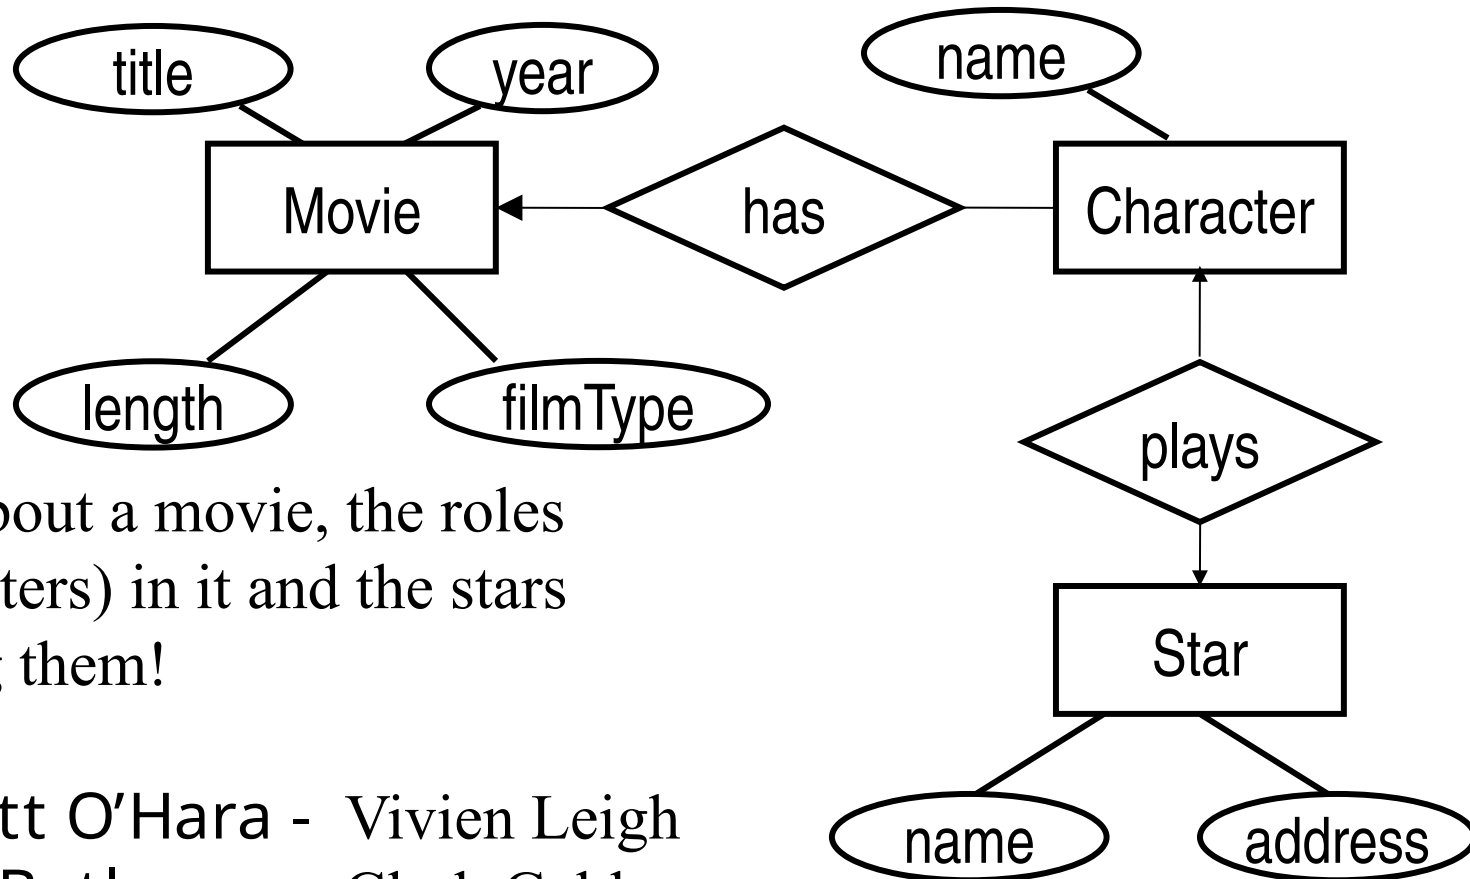 title
year
name
Movie
has
Character
length
filmType
plays
bout a movie, the roles
ters) in it and the stars
them!
Star
tt O’Hara - Vivien Leigh
name
address